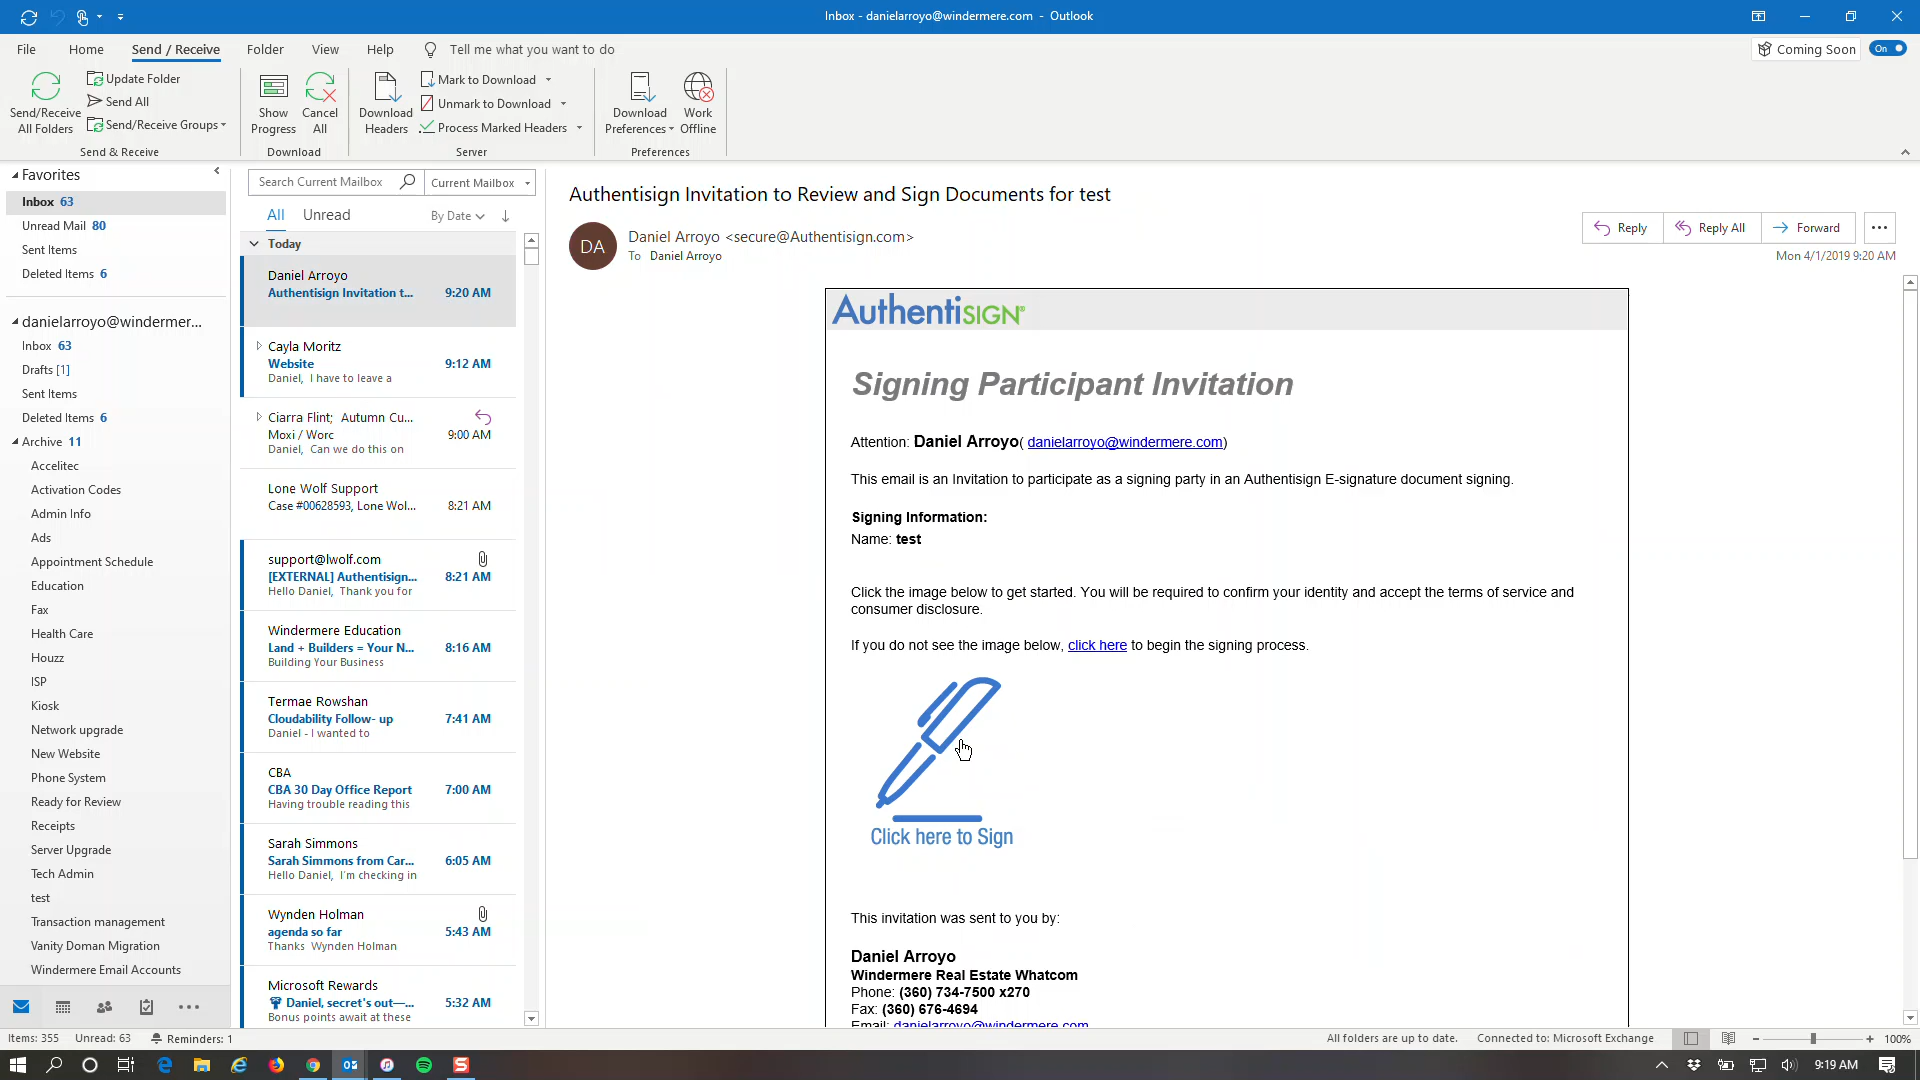 Inbox - danielarroyo@windermere.com - Outlook
File Home Send / Receive Folder View Help Tell me what you want to do
Coming Soon On
Send/Receive All Folders
Update Folder
Send All
Send/Receive Groups
Send & Receive
Show Progress
Cancel All
Download
Download Headers
Mark to Download
Unmark to Download
Process Marked Headers
Server
Download Preferences
Work Offline
Preferences
Favorites
Inbox 63
Unread Mail 80
Sent Items
Deleted Items 6
danielarroyo@windermer...
Inbox 63
Drafts [1]
Sent Items
Deleted Items 6
Archive 11
Accelitec
Activation Codes
Admin Info
Ads
Appointment Schedule
Education
Fax
Health Care
Houzz
ISP
Kiosk
Network upgrade
New Website
Phone System
Ready for Review
Receipts
Server Upgrade
Tech Admin
test
Transaction management
Vanity Doman Migration
Windermere Email Accounts
Search Current Mailbox Current Mailbox
All Unread By Date
Today
Daniel Arroyo
Authentisign Invitation t... 9:20 AM
Cayla Moritz
Website 9:12 AM
Daniel, I have to leave a
Ciarra Flint; Autumn Cu...
Moxi / Worc 9:00 AM
Daniel, Can we do this on
Lone Wolf Support
Case #00628593, Lone Wol... 8:21 AM
support@lwolf.com
[EXTERNAL] Authentisign... 8:21 AM
Hello Daniel, Thank you for
Windermere Education
Land + Builders = Your N... 8:16 AM
Building Your Business
Termae Rowshan
Cloudability Follow- up 7:41 AM
Daniel - I wanted to
CBA
CBA 30 Day Office Report 7:00 AM
Having trouble reading this
Sarah Simmons
Sarah Simmons from Car... 6:05 AM
Hello Daniel, I'm checking in
Wynden Holman
agenda so far 5:43 AM
Thanks Wynden Holman
Microsoft Rewards
Daniel, secret's out—... 5:32 AM
Bonus points await at these
Authentisign Invitation to Review and Sign Documents for test
DA
Daniel Arroyo <secure@Authentisign.com>
To Daniel Arroyo
Reply Reply All Forward
Mon 4/1/2019 9:20 AM
AuthentiSIGN®
Signing Participant Invitation
Attention: Daniel Arroyo( danielarroyo@windermere.com)
This email is an Invitation to participate as a signing party in an Authentisign E-signature document signing.
Signing Information:
Name: test
Click the image below to get started. You will be required to confirm your identity and accept the terms of service and
consumer disclosure.
If you do not see the image below, click here to begin the signing process.
Click here to Sign
This invitation was sent to you by:
Daniel Arroyo
Windermere Real Estate Whatcom
Phone: (360) 734-7500 x270
Fax: (360) 676-4694
Email: danielarroyo@windermere.com
Items: 355 Unread: 63 Reminders: 1
All folders are up to date. Connected to: Microsoft Exchange 100%
9:19 AM